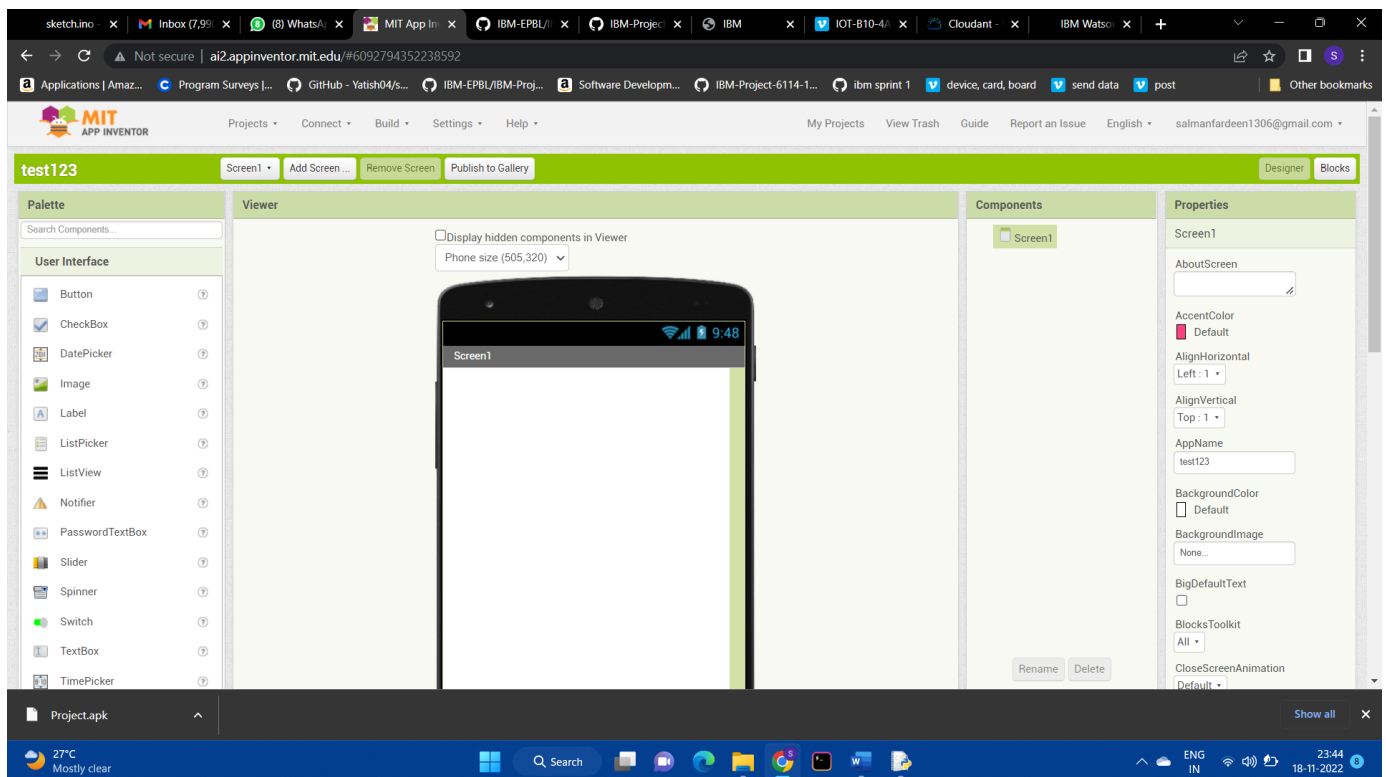 sketch.ino - Inbox (7,99 (8) WhatsA MIT App In IBM-EPBL/I IBM-Project IBM IOT-B10-4A Cloudant - IBM Watso
Not secure | ai2.appinventor.mit.edu/#6092794352238592 S
Applications | Amaz... Program Surveys |... GitHub - Yatish04/s... IBM-EPBL/IBM-Proj... Software Developm... IBM-Project-6114-1... ibm sprint 1 device, card, board send data post Other bookmarks
MIT
APP INVENTOR
Projects Connect Build Settings Help My Projects View Trash Guide Report an Issue English salmanfardeen1306@gmail.com
test123 Screen1 Add Screen ... Remove Screen Publish to Gallery Designer Blocks
Palette Viewer Components Properties
Search Components...
User Interface
Button
CheckBox
DatePicker
Image
Label
ListPicker
ListView
Notifier
PasswordTextBox
Slider
Spinner
Switch
TextBox
TimePicker
Display hidden components in Viewer
Phone size (505,320)
9:48
Screen1
Screen1
Rename Delete
Screen1
AboutScreen
AccentColor
Default
AlignHorizontal
Left : 1
AlignVertical
Top : 1
AppName
test123
BackgroundColor
Default
BackgroundImage
None...
BigDefaultText
BlocksToolkit
All
CloseScreenAnimation
Default
Project.apk Show all
27°C
Mostly clear
Search
ENG
IN
23:44
18-11-2022
8